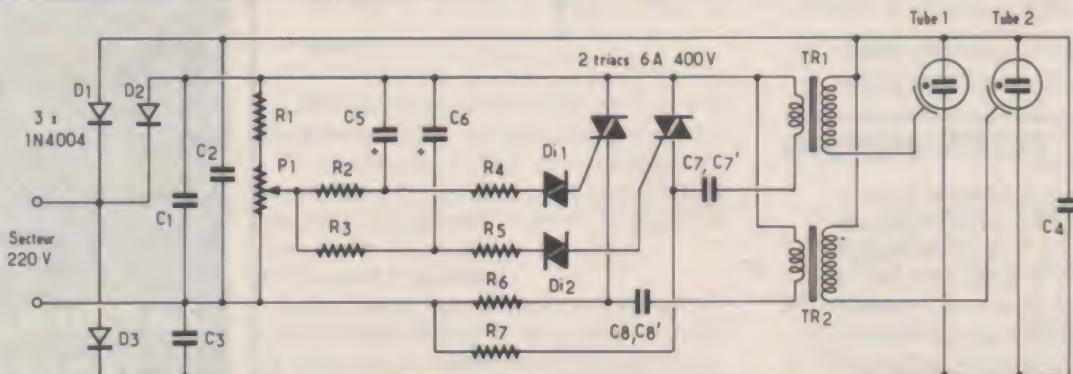 Tube 1
Tube 2
D1
D2
2 triacs 6A 400V
TR1
3 x
1N4004
R1
C5
C6
C2
P1
R2
R4
Di1
C7, C7'
C1
R3
R5
C4
Secteur
220 V
R6
Di2
D3
C3
R7
C8, C8'
TR2